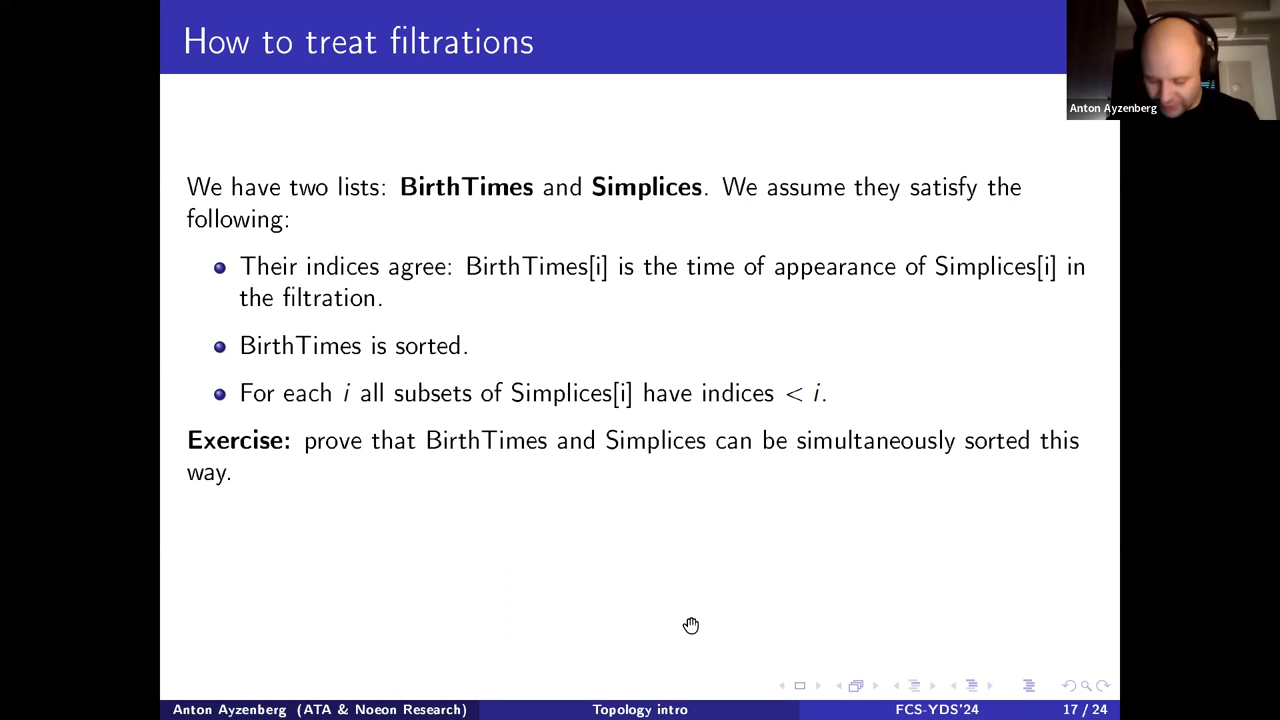 How to treat filtrations
Anton Ayzenberg
We have two lists: BirthTimes and Simplices. We assume they satisfy the
following:
Their indices agree: BirthTimes[i] is the time of appearance of Simplices[i] in
the filtration.
BirthTimes is sorted.
For each i all subsets of Simplices[i] have indices < i.
Exercise: prove that BirthTimes and Simplices can be simultaneously sorted this
way.
Anton Ayzenberg (ATA & Noeon Research) Topology intro FCS-YDS'24 17 / 24